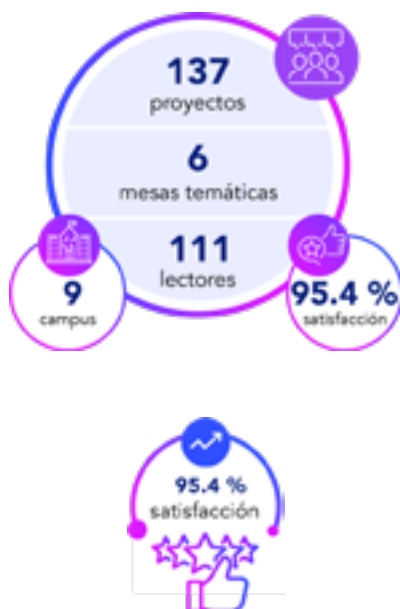 137
proyectos
6
mesas temáticas
111
lectores
9
campus
95.4 %
satisfacción
95.4 %
satisfacción